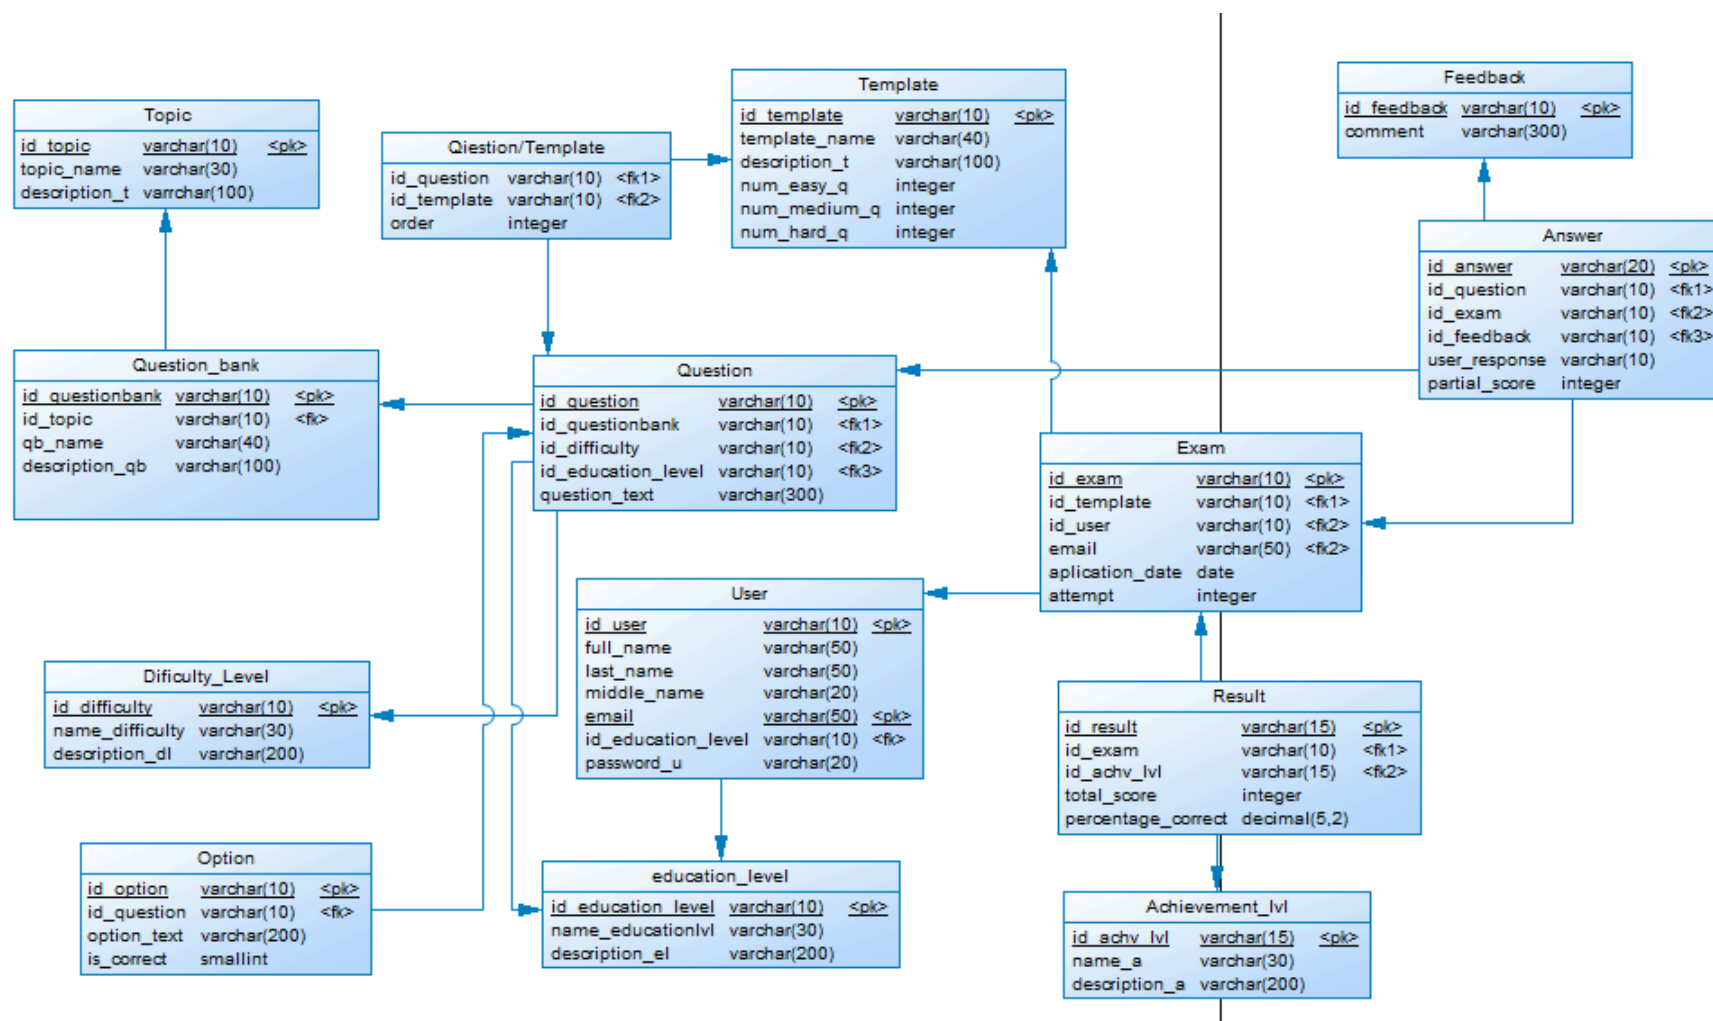 Topic
id_topic varchar(10) <pk>
topic_name varchar(30)
description_t varchar(100)
Qiestion/Template
id_question varchar(10) <fk1>
id_template varchar(10) <fk2>
order integer
Template
id_template varchar(10) <pk>
template_name varchar(40)
description_t varchar(100)
num_easy_q integer
num_medium_q integer
num_hard_q integer
Feedback
id_feedback varchar(10) <pk>
comment varchar(300)
Answer
id_answer varchar(20) <pk>
id_question varchar(10) <fk1>
id_exam varchar(10) <fk2>
id_feedback varchar(10) <fk3>
user_response varchar(10)
partial_score integer
Question_bank
id_questionbank varchar(10) <pk>
id_topic varchar(10) <fk>
qb_name varchar(40)
description_qb varchar(100)
Question
id_question varchar(10) <pk>
id_questionbank varchar(10) <fk1>
id_difficulty varchar(10) <fk2>
id_education_level varchar(10) <fk3>
question_text varchar(300)
Exam
id_exam varchar(10) <pk>
id_template varchar(10) <fk1>
id_user varchar(10) <fk2>
email varchar(50) <fk2>
aplication_date date
attempt integer
User
id_user varchar(10) <pk>
full_name varchar(50)
last_name varchar(50)
middle_name varchar(20)
email varchar(50) <pk>
id_education_level varchar(10) <fk>
password_u varchar(20)
Dificulty_Level
id_difficulty varchar(10) <pk>
name_difficulty varchar(30)
description_dl varchar(200)
Result
id_result varchar(15) <pk>
id_exam varchar(10) <fk1>
id_achv_lvl varchar(15) <fk2>
total_score integer
percentage_correct decimal(5,2)
Option
id_option varchar(10) <pk>
id_question varchar(10) <fk>
option_text varchar(200)
is_correct smallint
education_level
id_education_level varchar(10) <pk>
name_educationlvl varchar(30)
description_el varchar(200)
Achievement_lvl
id_achv_lvl varchar(15) <pk>
name_a varchar(30)
description_a varchar(200)